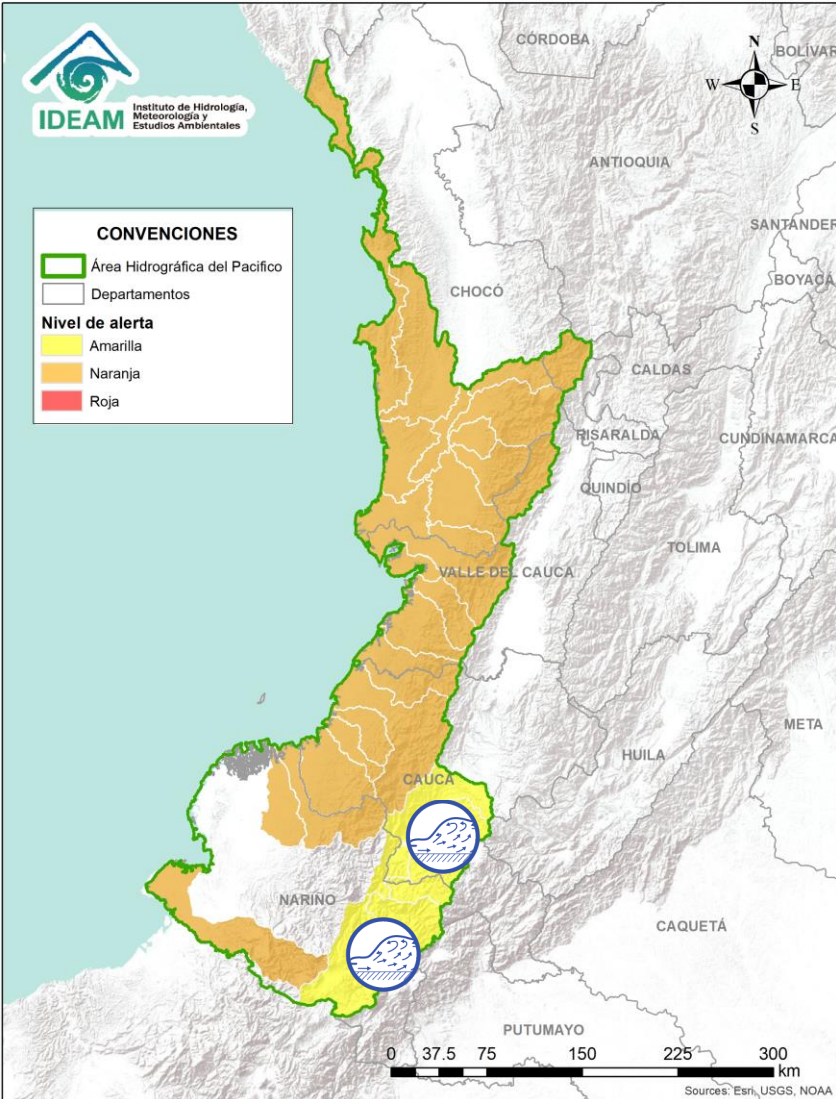 IDEAM
Instituto de Hidrología,
Meteorología y
Estudios Ambientales
N
W
E
S
CÓRDOBA
BOLÍVAR
ANTIOQUIA
SANTANDER
BOYACÁ
CONVENCIONES
Área Hidrográfica del Pacifico
Departamentos
Nivel de alerta
Amarilla
Naranja
Roja
CHOCÓ
CALDAS
RISARALDA
CUNDINAMARCA
QUINDÍO
TOLIMA
VALLE DEL CAUCA
META
HUILA
CAUCA
NARIÑO
CAQUETÁ
PUTUMAYO
0 37.5 75 150 225 300
km
Sources: Esri, USGS, NOAA